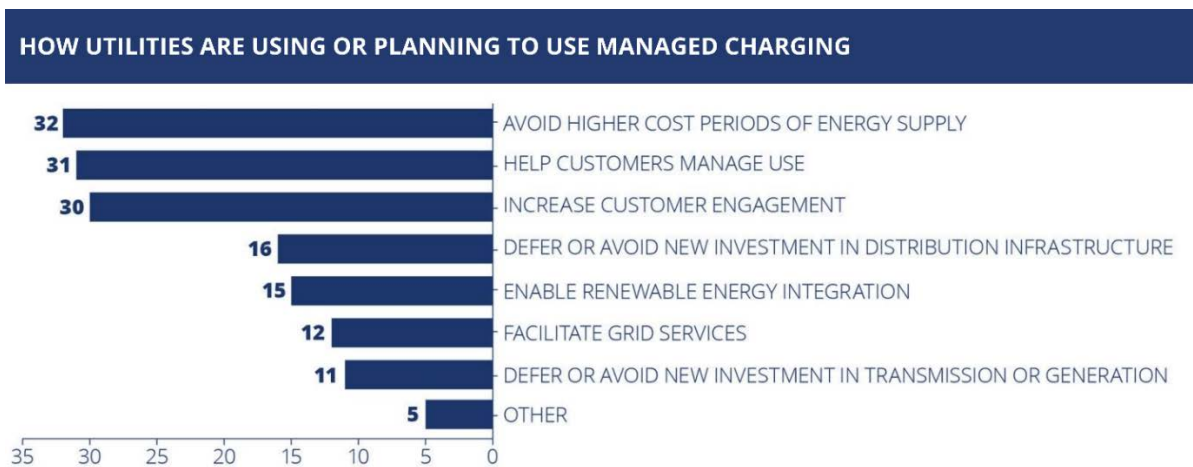 HOW UTILITIES ARE USING OR PLANNING TO USE MANAGED CHARGING
32 AVOID HIGHER COST PERIODS OF ENERGY SUPPLY
31 HELP CUSTOMERS MANAGE USE
30 INCREASE CUSTOMER ENGAGEMENT
16 DEFER OR AVOID NEW INVESTMENT IN DISTRIBUTION INFRASTRUCTURE
15 ENABLE RENEWABLE ENERGY INTEGRATION
12 FACILITATE GRID SERVICES
11 DEFER OR AVOID NEW INVESTMENT IN TRANSMISSION OR GENERATION
5 OTHER
35 30 25 20 15 10 5 0